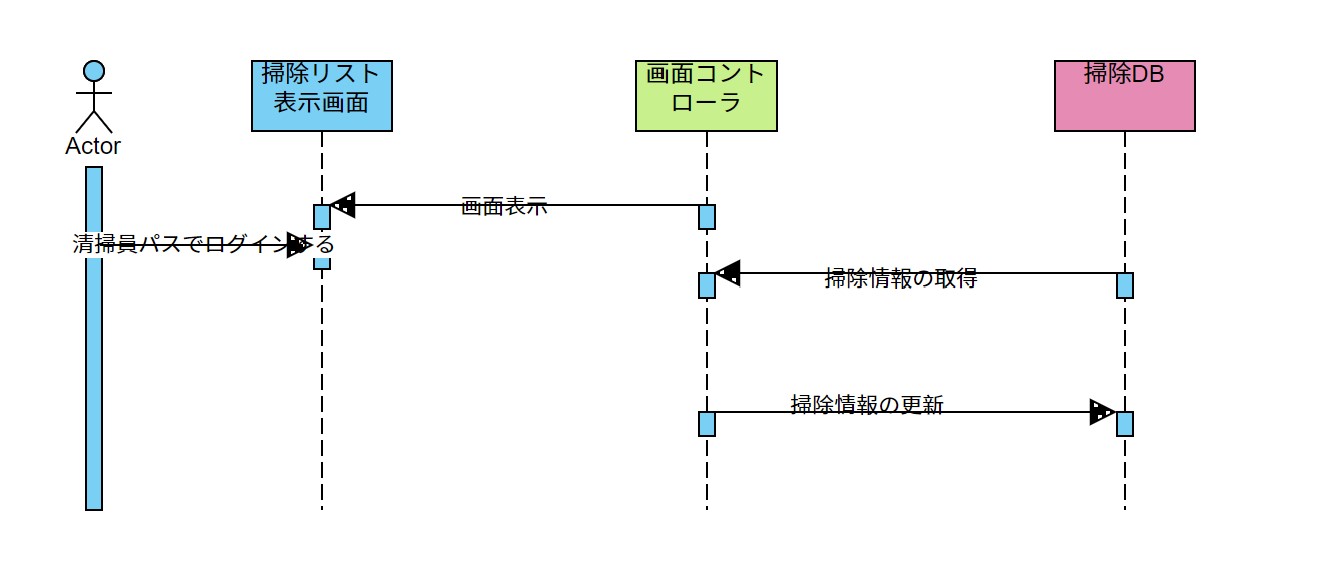 掃除リスト
表示画面
画面コント
ローラ
掃除DB
Actor
画面表示
清掃員パスでログインする
掃除情報の取得
掃除情報の更新